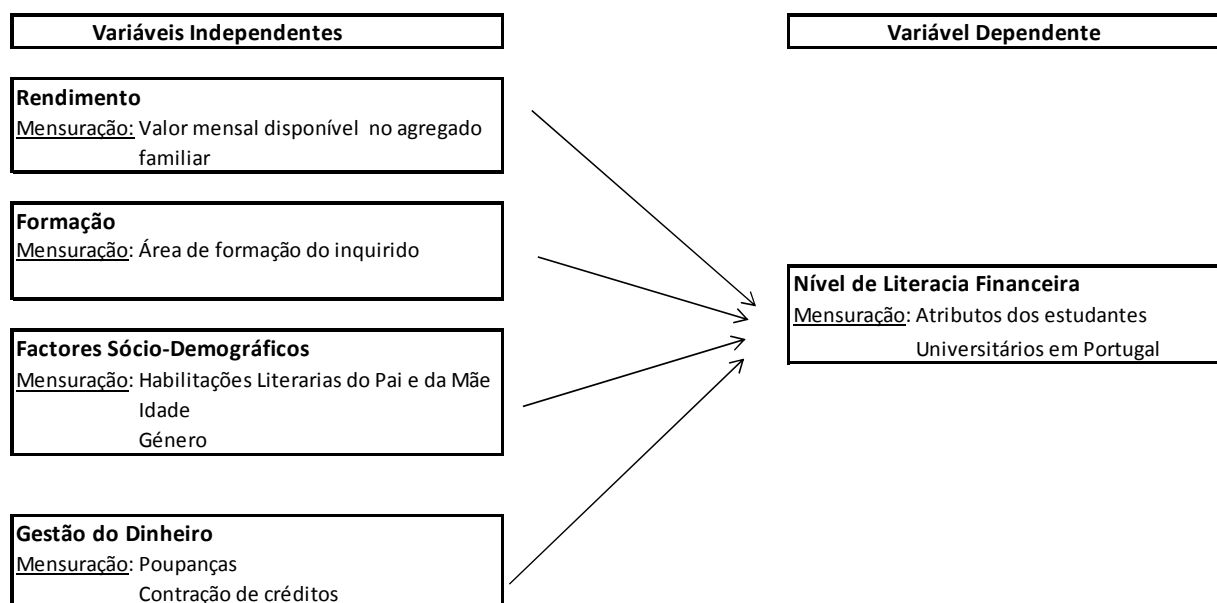 Variáveis Independentes
Variável Dependente
Rendimento
Mensuração: Valor mensal disponível no agregado
familiar
Formação
Mensuração: Área de formação do inquirido
Nível de Literacia Financeira
Mensuração: Atributos dos estudantes
Universitários em Portugal
Factores Sócio-Demográficos
Mensuração: Habilitações Literarias do Pai e da Mãe
Idade
Género
Gestão do Dinheiro
Mensuração: Poupanças
Contração de créditos